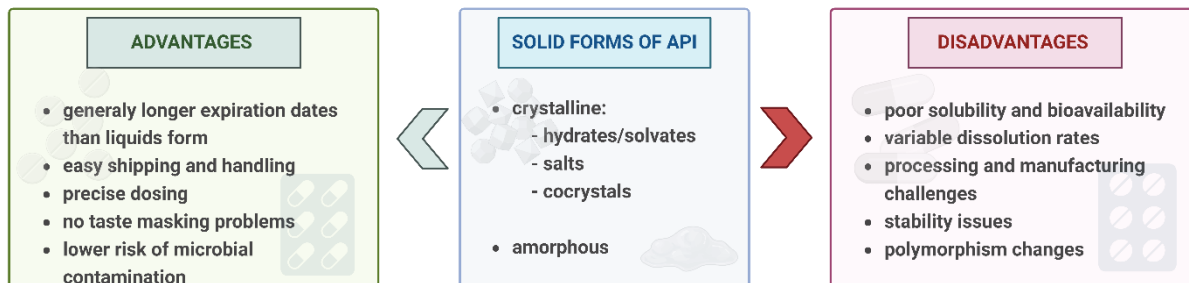 ADVANTAGES
• generaly longer expiration dates
than liquids form
• easy shipping and handling
• precise dosing
• no taste masking problems
• lower risk of microbial
contamination
SOLID FORMS OF API
• crystalline:
- hydrates/solvates
- salts
- cocrystals
• amorphous
DISADVANTAGES
• poor solubility and bioavailability
• variable dissolution rates
• processing and manufacturing
challenges
• stability issues
• polymorphism changes